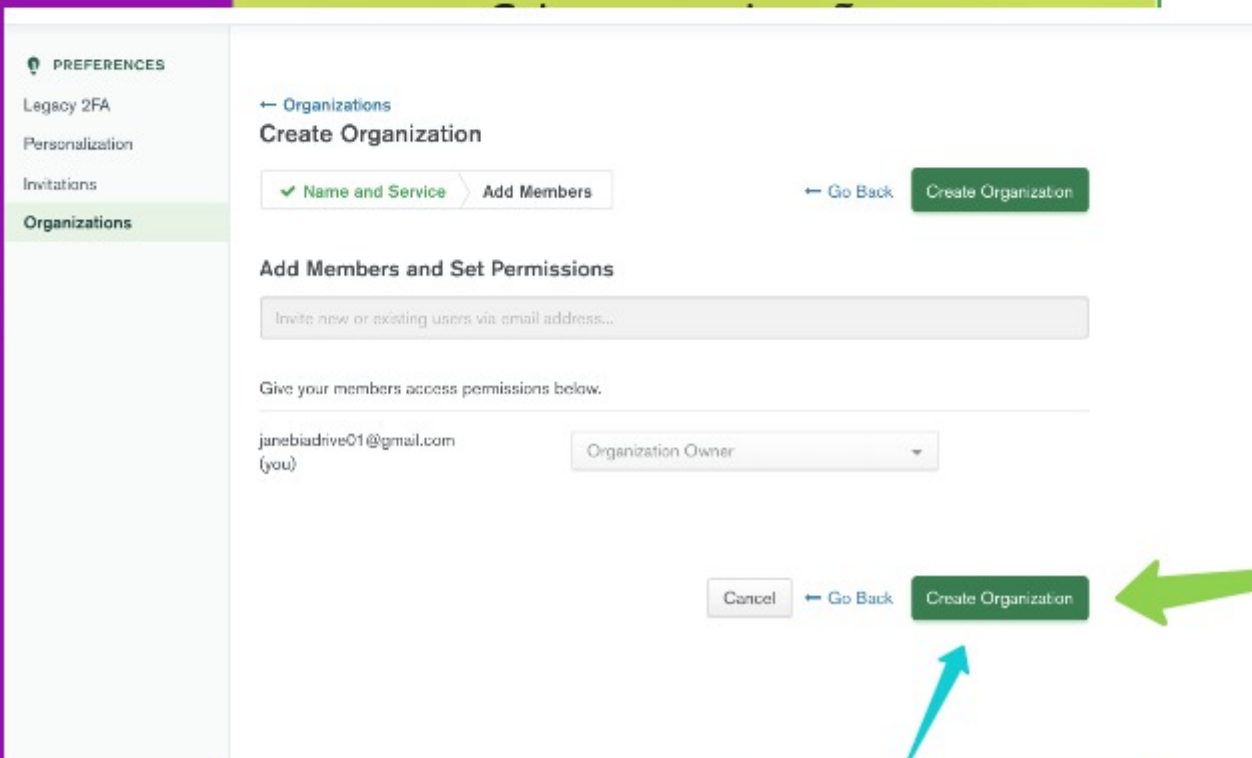 PREFERENCES
Legacy 2FA
Personalization
Invitations
Organizations
← Organizations
Create Organization
✔ Name and Service Add Members
← Go Back Create Organization
Add Members and Set Permissions
Invite new or existing users via email address...
Give your members access permissions below.
janebiadrive01@gmail.com
(you)
Organization Owner
Cancel ← Go Back Create Organization